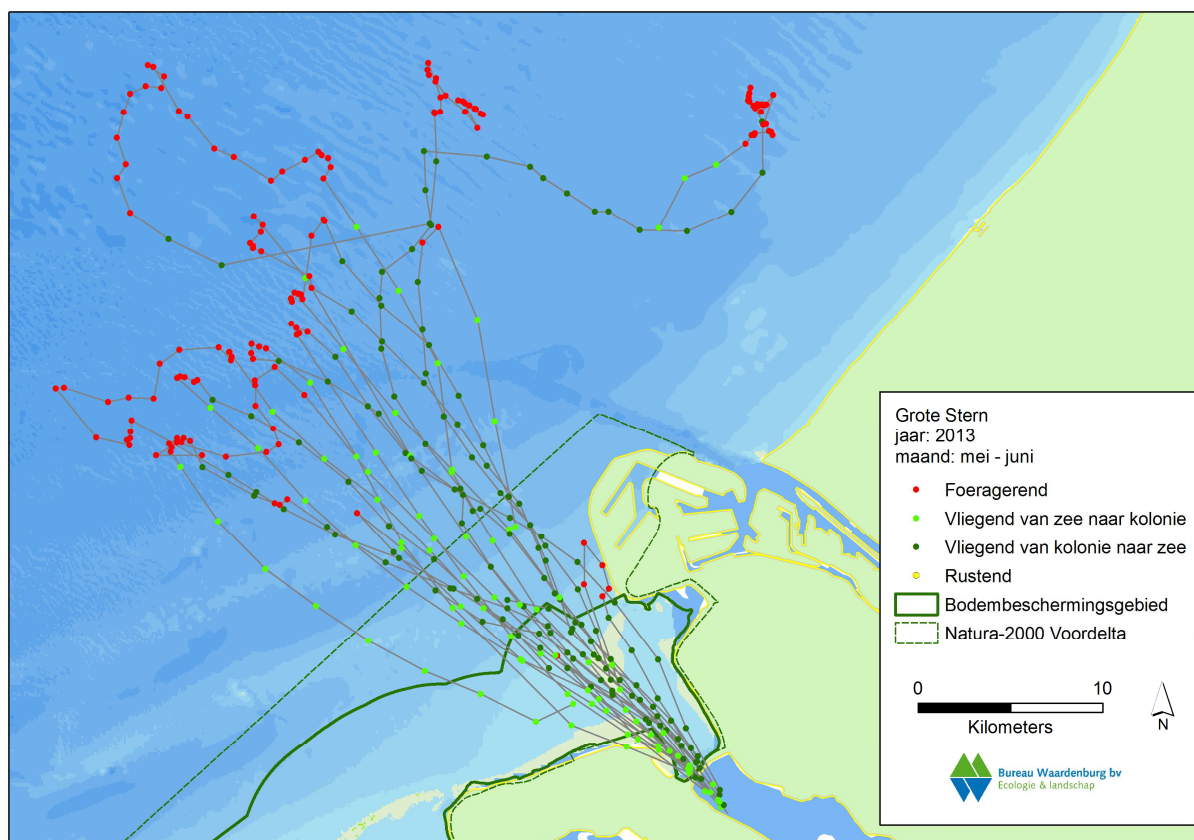 Grote Stern
jaar: 2013
maand: mei - juni
Foeragerend
Vliegend van zee naar kolonie
Vliegend van kolonie naar zee
Rustend
Bodembeschermingsgebied
Natura-2000 Voordelta
0 10
Kilometers
N
Bureau Waardenburg bv
Ecologie & landschap